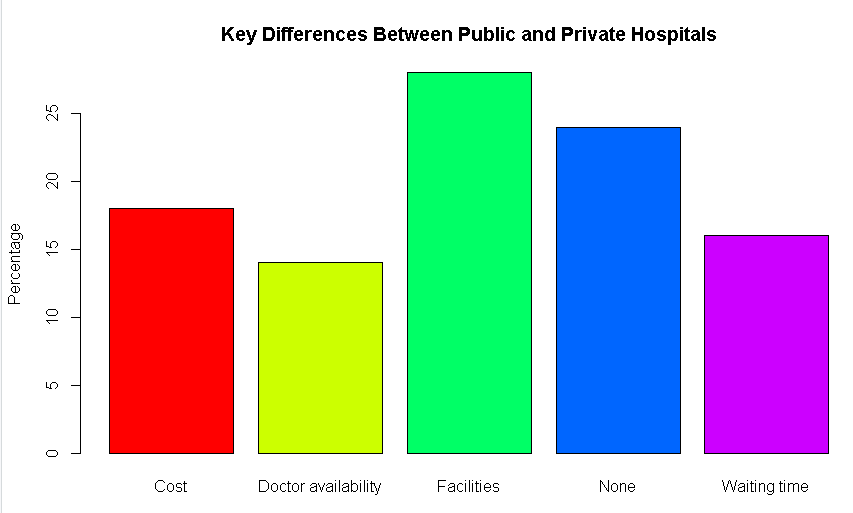 Key Differences Between Public and Private Hospitals
Percentage
25
20
15
10
5
0
Cost
Doctor availability
Facilities
None
Waiting time